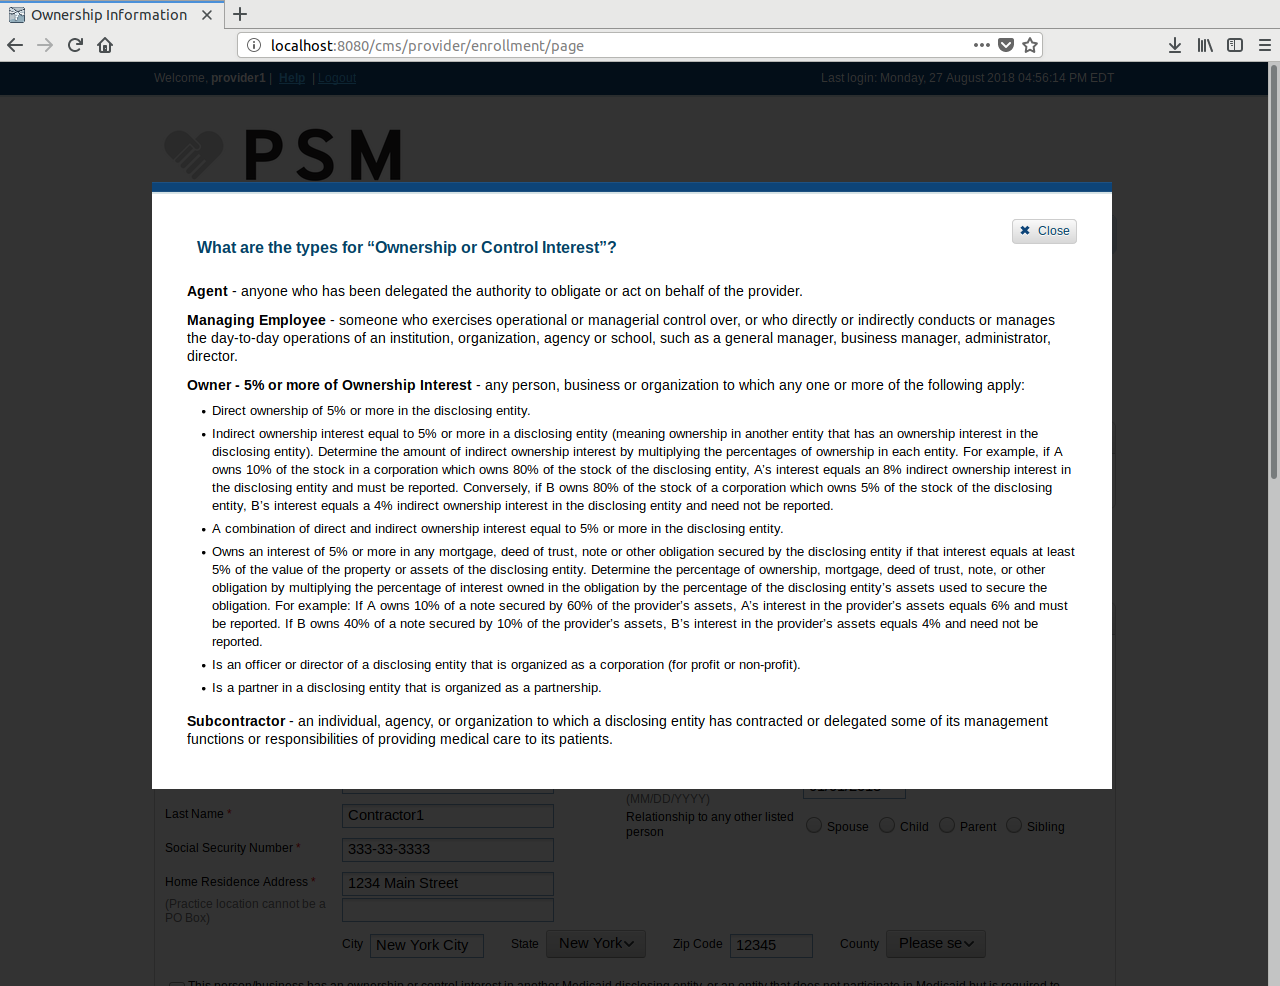 Ownership Information
localhost:8080/cms/provider/enrollment/page
Welcome, provider1 | Help | Logout
Last login: Monday, 27 August 2018 04:56:14 PM EDT
PSM
✖ Close
What are the types for “Ownership or Control Interest”?
Agent - anyone who has been delegated the authority to obligate or act on behalf of the provider.
Managing Employee - someone who exercises operational or managerial control over, or who directly or indirectly conducts or manages
the day-to-day operations of an institution, organization, agency or school, such as a general manager, business manager, administrator,
director.
Owner - 5% or more of Ownership Interest - any person, business or organization to which any one or more of the following apply:
• Direct ownership of 5% or more in the disclosing entity.
• Indirect ownership interest equal to 5% or more in a disclosing entity (meaning ownership in another entity that has an ownership interest in the
disclosing entity). Determine the amount of indirect ownership interest by multiplying the percentages of ownership in each entity. For example, if A
owns 10% of the stock in a corporation which owns 80% of the stock of the disclosing entity, A’s interest equals an 8% indirect ownership interest in
the disclosing entity and must be reported. Conversely, if B owns 80% of the stock of a corporation which owns 5% of the stock of the disclosing
entity, B’s interest equals a 4% indirect ownership interest in the disclosing entity and need not be reported.
• A combination of direct and indirect ownership interest equal to 5% or more in the disclosing entity.
• Owns an interest of 5% or more in any mortgage, deed of trust, note or other obligation secured by the disclosing entity if that interest equals at least
5% of the value of the property or assets of the disclosing entity. Determine the percentage of ownership, mortgage, deed of trust, note, or other
obligation by multiplying the percentage of interest owned in the obligation by the percentage of the disclosing entity’s assets used to secure the
obligation. For example: If A owns 10% of a note secured by 60% of the provider’s assets, A’s interest in the provider’s assets equals 6% and must
be reported. If B owns 40% of a note secured by 10% of the provider’s assets, B’s interest in the provider’s assets equals 4% and need not be
reported.
• Is an officer or director of a disclosing entity that is organized as a corporation (for profit or non-profit).
• Is a partner in a disclosing entity that is organized as a partnership.
Subcontractor - an individual, agency, or organization to which a disclosing entity has contracted or delegated some of its management
functions or responsibilities of providing medical care to its patients.
(MM/DD/YYYY)
Last Name * Contractor1
Relationship to any other listed
person
Spouse Child Parent Sibling
Social Security Number * 333-33-3333
Home Residence Address * 1234 Main Street
(Practice location cannot be a
PO Box)
City New York City State New York Zip Code 12345 County Please se
This person/business has an ownership or control interest in another Medicaid disclosing entity, or an entity that does not participate in Medicaid but is required to